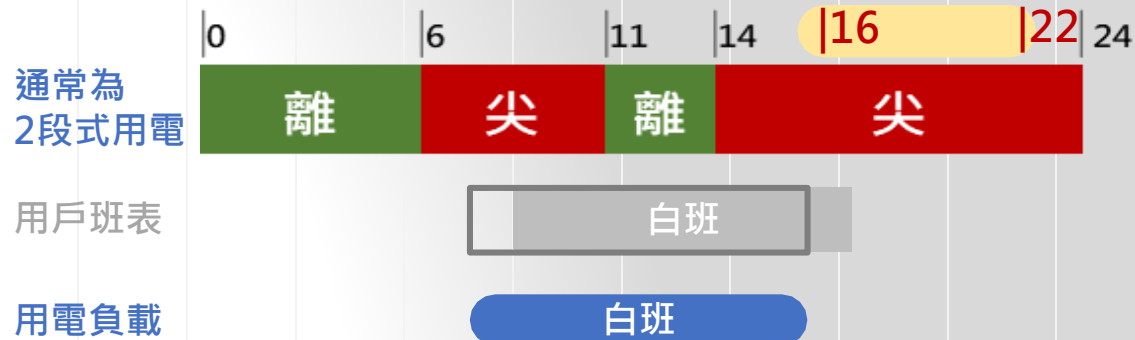 |0 |6 |11 |14 |16 |22 24
通常為
2段式用電
離 尖 離 尖
用戶班表 白班
用電負載 白班